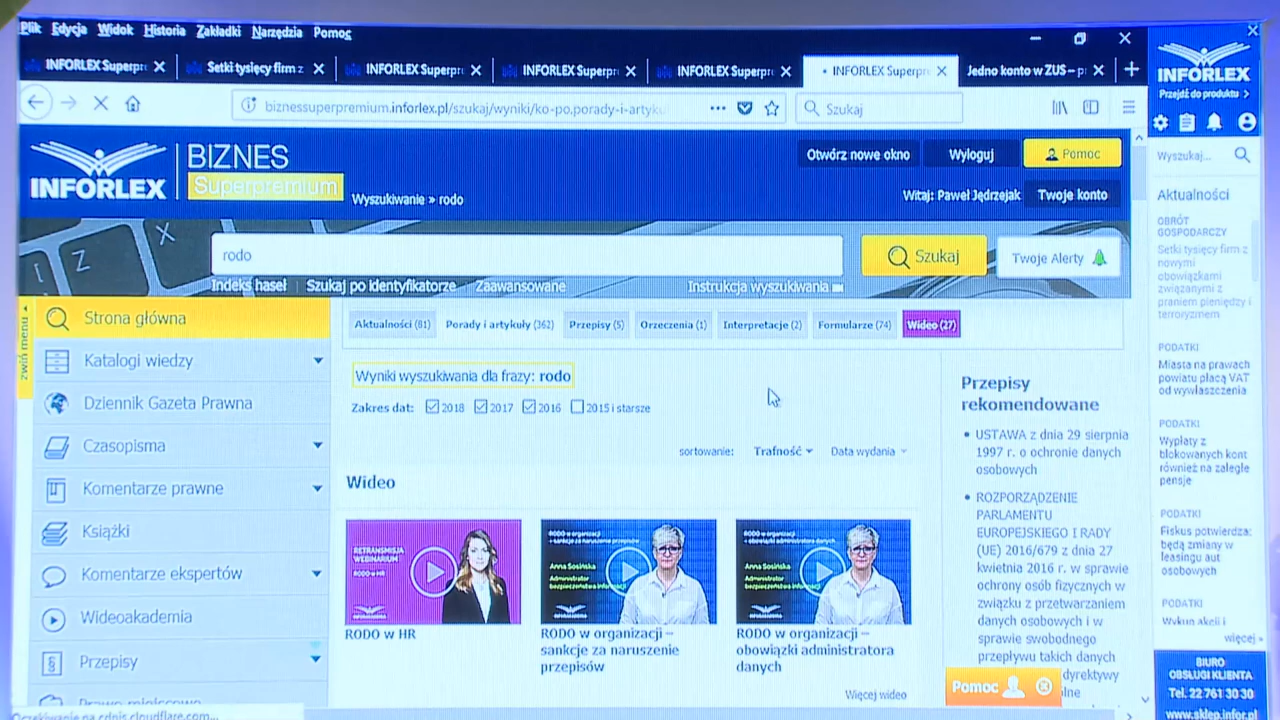 Plik Edycja Widok Historia Zakładki Narzędzia Pomoc
INFORLEX Superpr
Setki tysięcy firm z
INFORLEX Superpr
INFORLEX Superpr
INFORLEX Superpr
INFORLEX Superpr
Jedno konto w ZUS – p
biznessuperpremium.inforlex.pl/szukaj/wyniki/ko-po,porady-i-artyku
Szukaj
INFORLEX
BIZNES
Superpremium
Wyszukiwanie » rodo
Otwórz nowe okno
Wyloguj
Pomoc
Witaj: Paweł Jędrzejak
Twoje konto
rodo
Szukaj
Twoje Alerty
Indeks haseł
Szukaj po identyfikatorze
Zaawansowane
Instrukcja wyszukiwania
zwiń menu
Strona główna
Katalogi wiedzy
Dziennik Gazeta Prawna
Czasopisma
Komentarze prawne
Książki
Komentarze ekspertów
Wideoakademia
Przepisy
Prawo miejscowe
Oczekiwanie na cdnjs.cloudflare.com...
Aktualności (81)
Porady i artykuły (362)
Przepisy (5)
Orzeczenia (1)
Interpretacje (2)
Formularze (74)
Wideo (27)
Wyniki wyszukiwania dla frazy: rodo
Zakres dat: 2018 2017 2016 2015 i starsze
sortowanie: Trafność Data wydania
Wideo
RETRANSMISJA
WEBINARIUM
RODO w HR
RODO w HR
RODO w organizacji
- sankcje za naruszenie przepisów
Anna Sosińska
Administrator
bezpieczeństwa informacji
RODO w organizacji –
sankcje za naruszenie
przepisów
RODO w organizacji
- obowiązki administratora danych
Anna Sosińska
Administrator
bezpieczeństwa informacji
RODO w organizacji –
obowiązki administratora
danych
Więcej wideo
Przepisy
rekomendowane
USTAWA z dnia 29 sierpnia
1997 r. o ochronie danych
osobowych
ROZPORZĄDZENIE
PARLAMENTU
EUROPEJSKIEGO I RADY
(UE) 2016/679 z dnia 27
kwietnia 2016 r. w sprawie
ochrony osób fizycznych w
związku z przetwarzaniem
danych osobowych i w
sprawie swobodnego
przepływu takich danych
dyrektywy
Pomoc
INFORLEX
Przejdź do produktu >
Wyszukaj...
Aktualności
OBRÓT
GOSPODARCZY
Setki tysięcy firm z
nowymi
obowiązkami
związanymi z
praniem pieniędzy i
terroryzmem
PODATKI
Miasta na prawach
powiatu płacą VAT
od wywłaszczenia
PODATKI
Wypłaty z
blokowanych kont
również na zaległe
pensje
PODATKI
Fiskus potwierdza:
będą zmiany w
leasingu aut
osobowych
PODATKI
Wykup akcji i
więcej »
BIURO
OBSŁUGI KLIENTA
Tel. 22 761 30 30
www.sklep.infor.pl